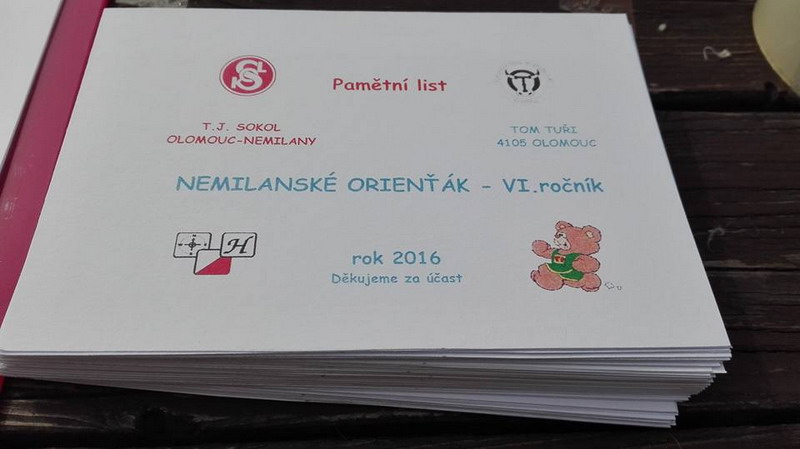 Pamětní list
T.J. SOKOL
OLOMOUC-NEMILANY
TOM TUŘI
4105 OLOMOUC
NEMILANSKÉ ORIENŤÁK - VI.ročník
H
rok 2016
Děkujeme za účast